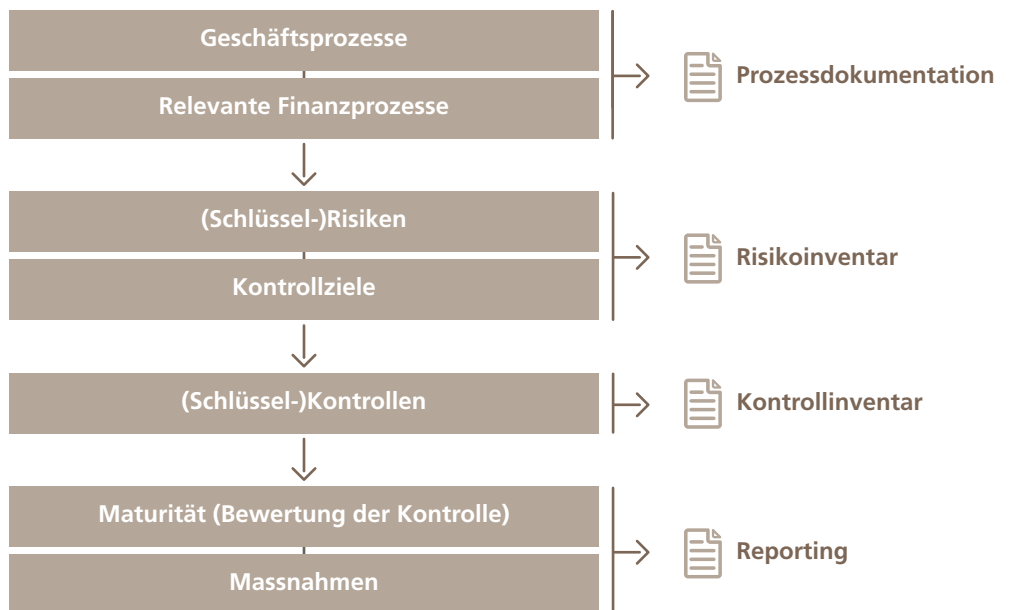 Geschäftsprozesse
Relevante Finanzprozesse
Prozessdokumentation
(Schlüssel-)Risiken
Kontrollziele
Risikoinventar
(Schlüssel-)Kontrollen
Kontrollinventar
Maturität (Bewertung der Kontrolle)
Massnahmen
Reporting